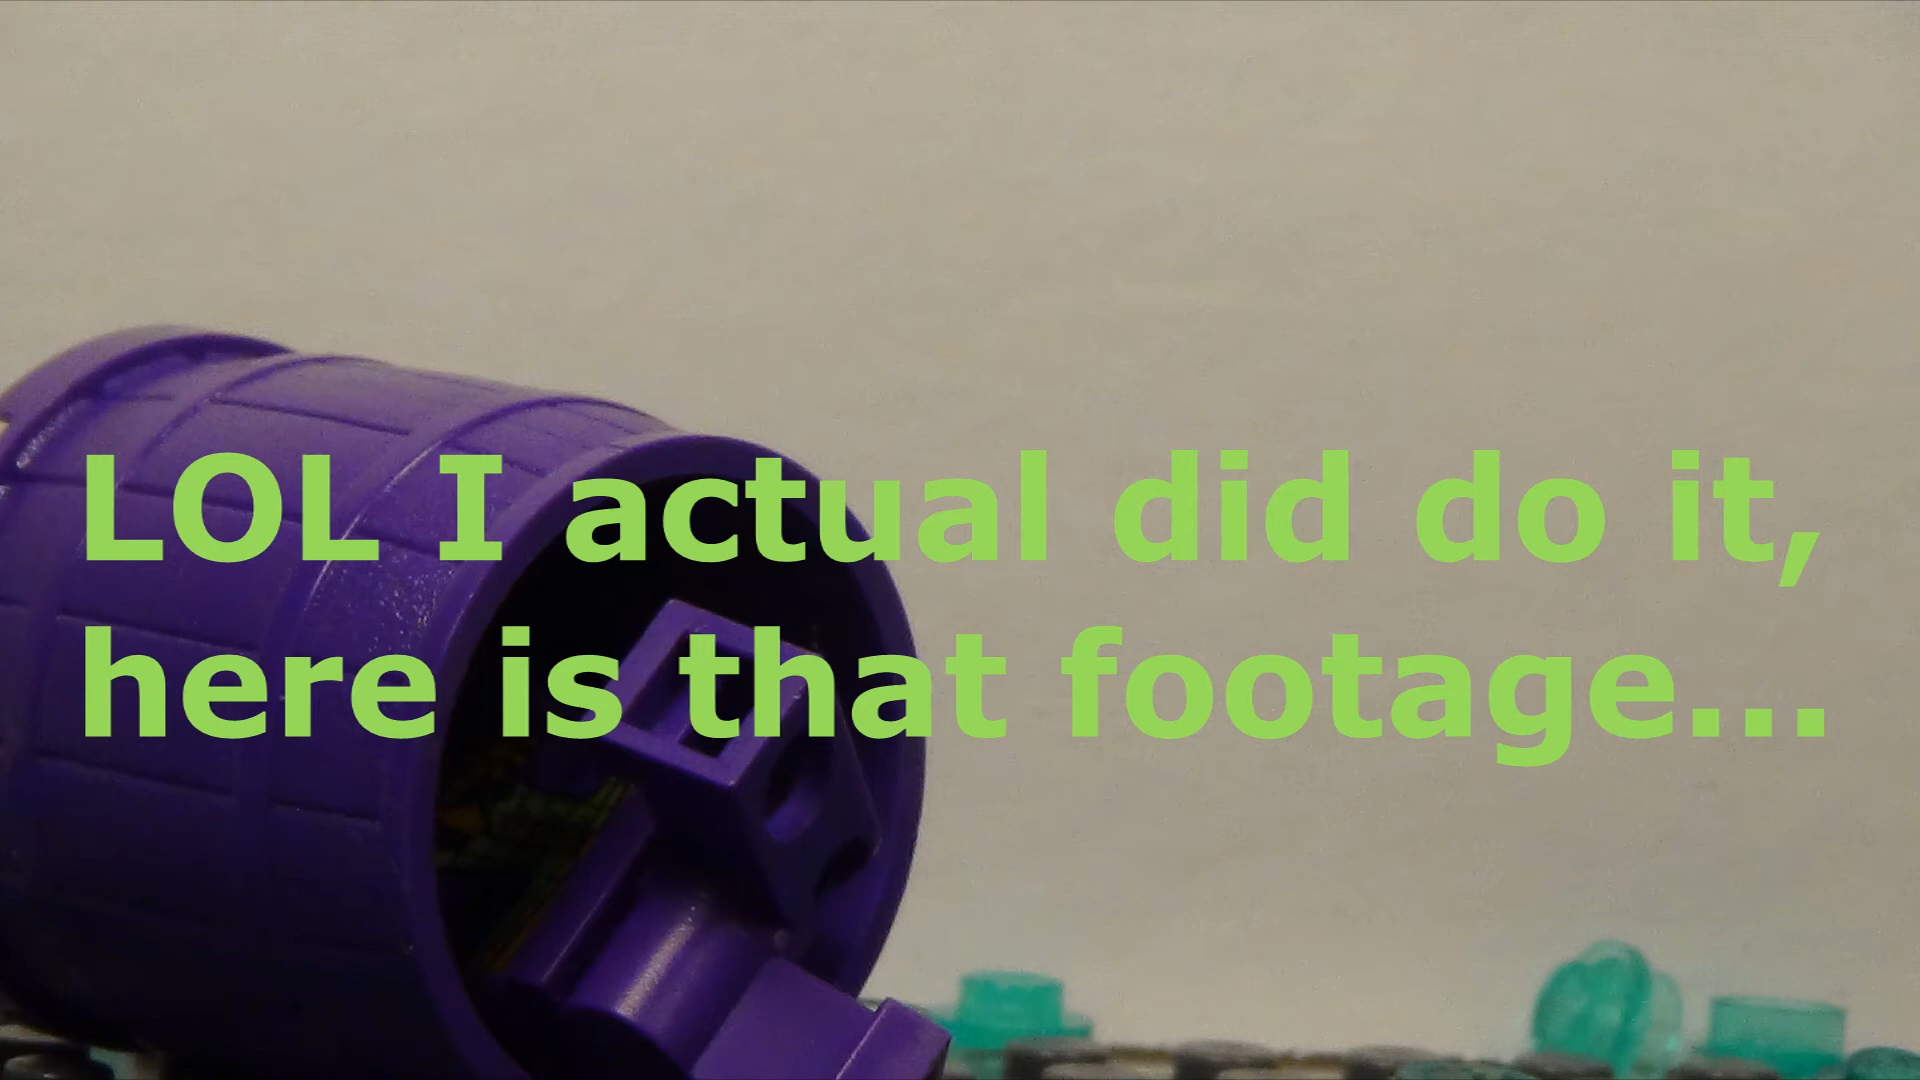 LOL I actual did do it,
here is that footage...